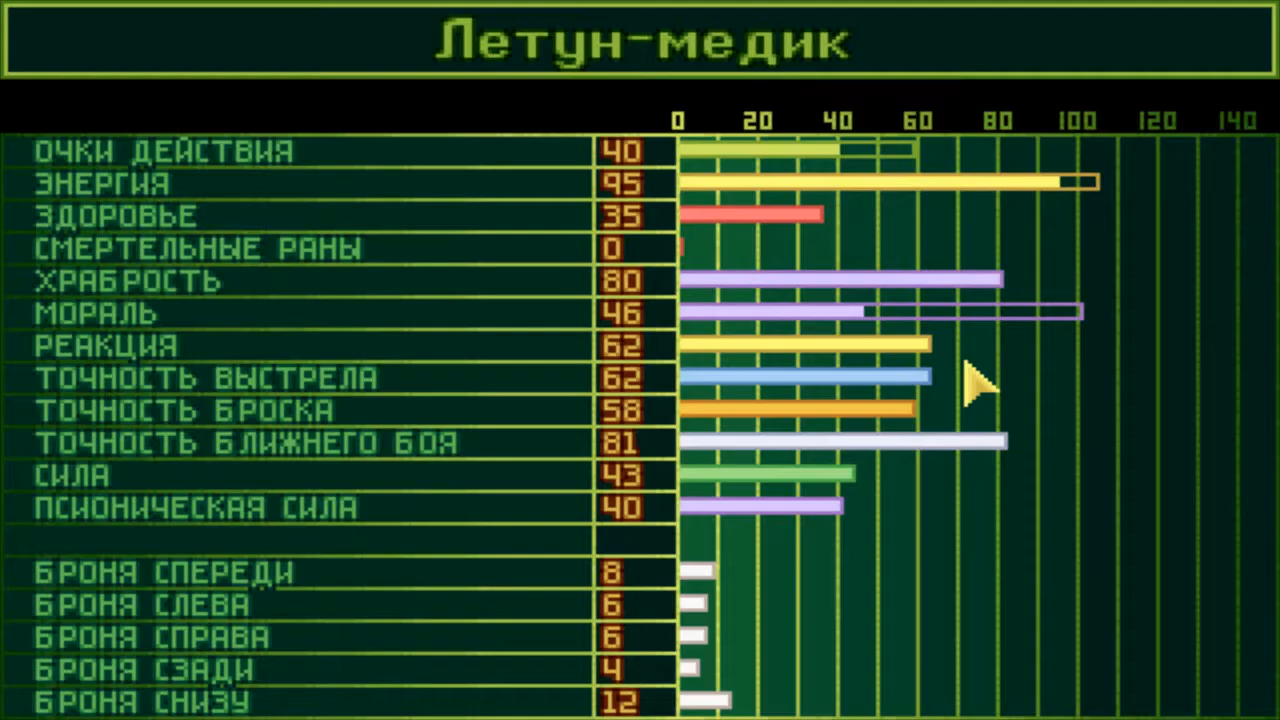 Летун-медик
0 20 40 60 80 100 120 140
ОЧКИ ДЕЙСТВИЯ 40
ЭНЕРГИЯ 95
ЗДОРОВЬЕ 35
СМЕРТЕЛЬНЫЕ РАНЫ 0
ХРАБРОСТЬ 80
МОРАЛЬ 46
РЕАКЦИЯ 62
ТОЧНОСТЬ ВЫСТРЕЛА 62
ТОЧНОСТЬ БРОСКА 58
ТОЧНОСТЬ БЛИЖНЕГО БОЯ 81
СИЛА 43
ПСИОНИЧЕСКАЯ СИЛА 40
БРОНЯ СПЕРЕДИ 8
БРОНЯ СЛЕВА 6
БРОНЯ СПРАВА 6
БРОНЯ СЗАДИ 4
БРОНЯ СНИЗУ 12